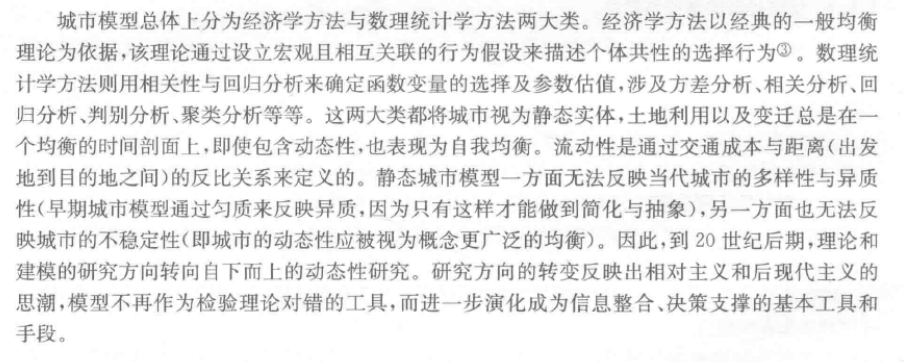 城市模型总体上分为经济学方法与数理统计学方法两大类。经济学方法以经典的一般均衡
理论为依据,该理论通过设立宏观且相互关联的行为假设来描述个体共性的选择行为③。数理统
计学方法则用相关性与回归分析来确定函数变量的选择及参数估值,涉及方差分析、相关分析、回
归分析、判别分析、聚类分析等等。这两大类都将城市视为静态实体,土地利用以及变迁总是在一
个均衡的时间剖面上,即使包含动态性,也表现为自我均衡。流动性是通过交通成本与距离(出发
地到目的地之间)的反比关系来定义的。静态城市模型一方面无法反映当代城市的多样性与异质
性(早期城市模型通过匀质来反映异质,因为只有这样才能做到简化与抽象),另一方面也无法反
映城市的不稳定性(即城市的动态性应被视为概念更广泛的均衡)。因此,到 20 世纪后期,理论和
建模的研究方向转向自下而上的动态性研究。研究方向的转变反映出相对主义和后现代主义的
思潮,模型不再作为检验理论对错的工具,而进一步演化成为信息整合、决策支撑的基本工具和
手段。